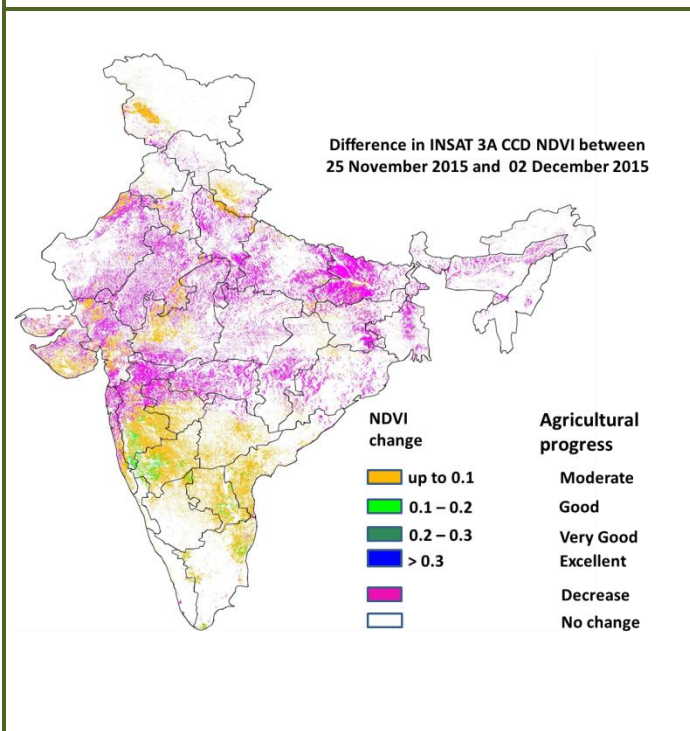 Difference in INSAT 3A CCD NDVI between
25 November 2015 and 02 December 2015
NDVI change
Agricultural progress
up to 0.1 Moderate
0.1 – 0.2 Good
0.2 – 0.3 Very Good
> 0.3 Excellent
Decrease
No change